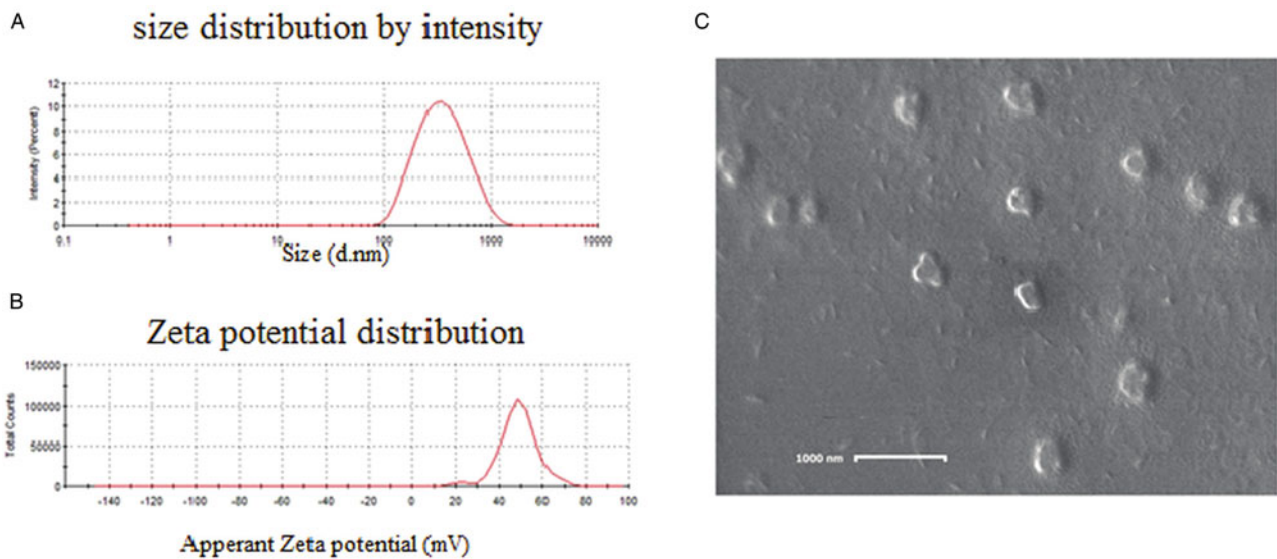 A
size distribution by intensity
Intensity (Percent)
12
10
8
6
4
2
0
0.1 1 10 100 1000 10000
Size (d.nm)
B
Zeta potential distribution
Total Counts
150000
100000
50000
0
-140 -120 -100 -80 -60 -40 -20 0 20 40 60 80 100
Apperant Zeta potential (mV)
C
1000 nm